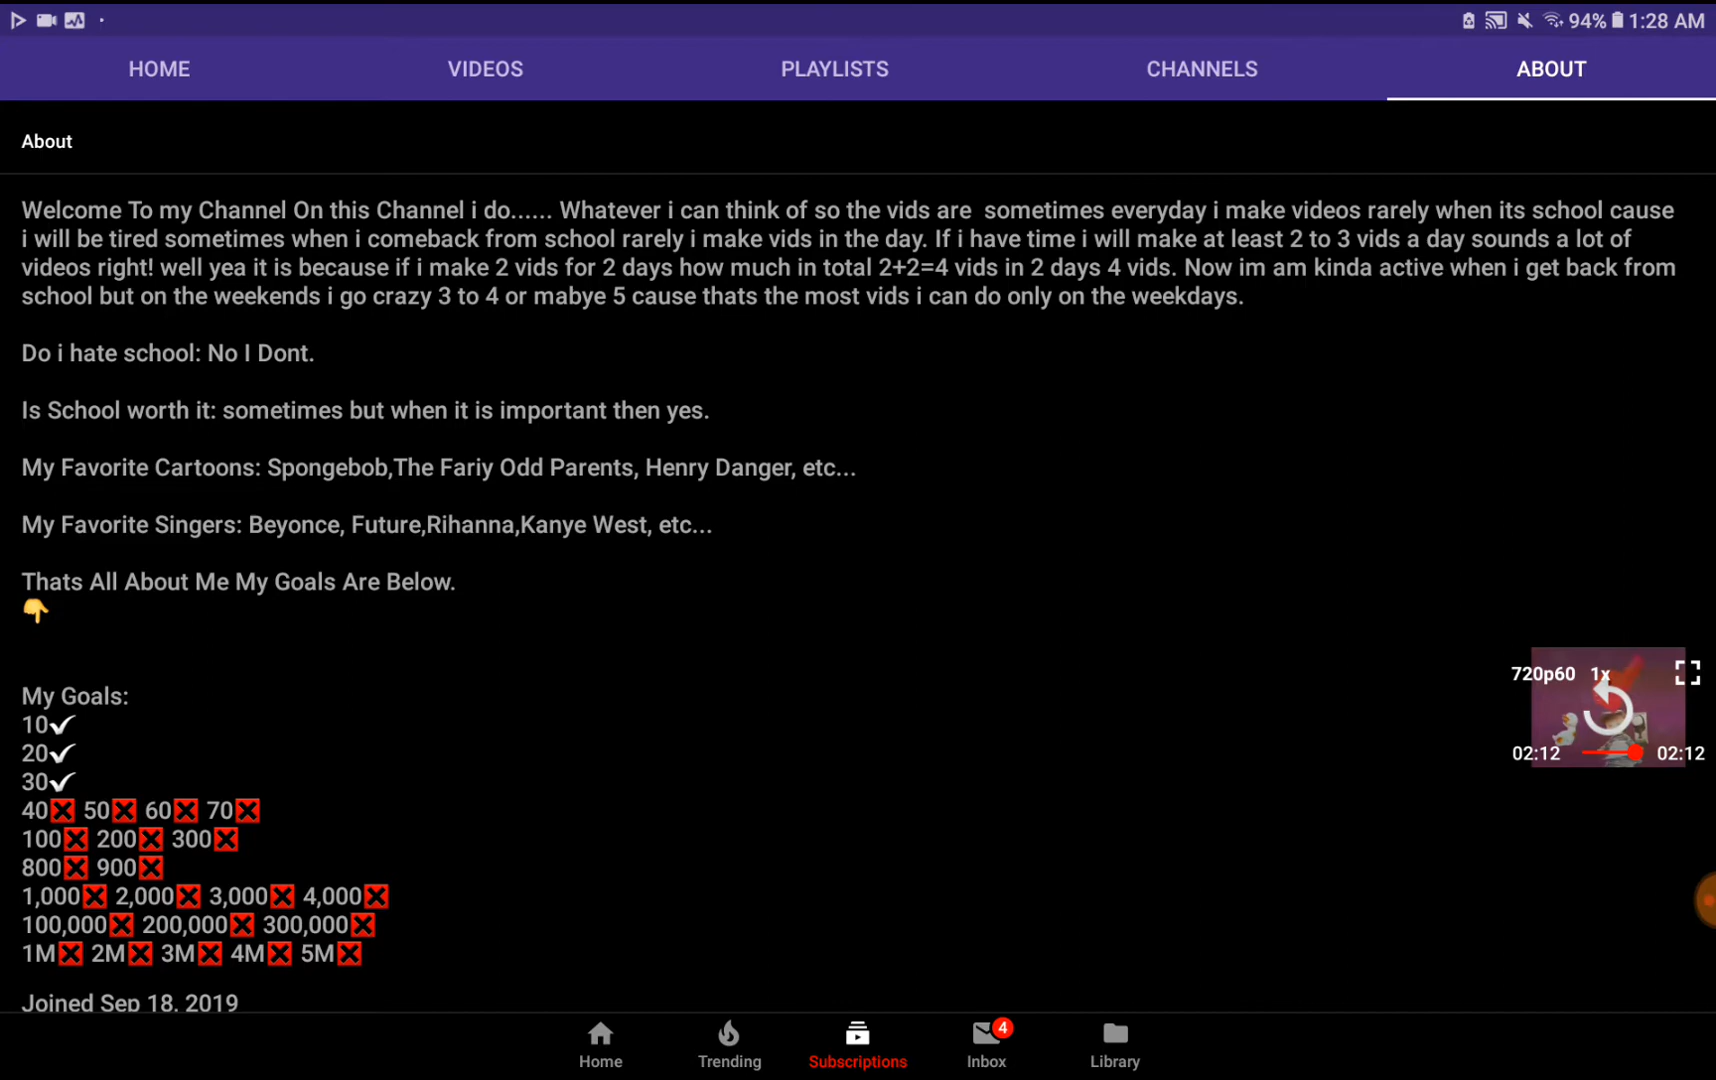 94% 1:28 AM
HOME VIDEOS PLAYLISTS CHANNELS ABOUT
About
Welcome To my Channel On this Channel i do...... Whatever i can think of so the vids are  sometimes everyday i make videos rarely when its school cause
i will be tired sometimes when i comeback from school rarely i make vids in the day. If i have time i will make at least 2 to 3 vids a day sounds a lot of
videos right! well yea it is because if i make 2 vids for 2 days how much in total 2+2=4 vids in 2 days 4 vids. Now im am kinda active when i get back from
school but on the weekends i go crazy 3 to 4 or mabye 5 cause thats the most vids i can do only on the weekdays.
Do i hate school: No I Dont.
Is School worth it: sometimes but when it is important then yes.
My Favorite Cartoons: Spongebob,The Fariy Odd Parents, Henry Danger, etc...
My Favorite Singers: Beyonce, Future,Rihanna,Kanye West, etc...
Thats All About Me My Goals Are Below.
👇
720p60 1x
02:12 02:12
My Goals:
10✔
20✔
30✔
40❎ 50❎ 60❎ 70❎
100❎ 200❎ 300❎
800❎ 900❎
1,000❎ 2,000❎ 3,000❎ 4,000❎
100,000❎ 200,000❎ 300,000❎
1M❎ 2M❎ 3M❎ 4M❎ 5M❎
Joined Sep 18, 2019
4
Home Trending Subscriptions Inbox Library